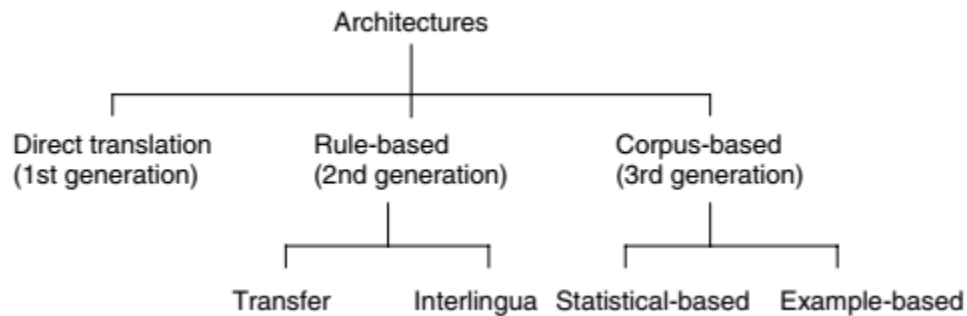 Architectures
Direct translation
(1st generation)
Rule-based
(2nd generation)
Corpus-based
(3rd generation)
Transfer
Interlingua
Statistical-based
Example-based